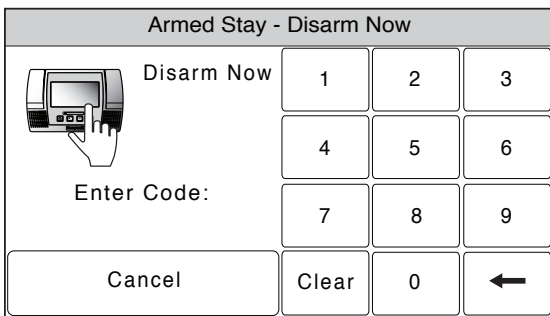 Armed Stay - Disarm Now
Disarm Now
1 2 3
4 5 6
Enter Code:
7 8 9
Cancel Clear 0